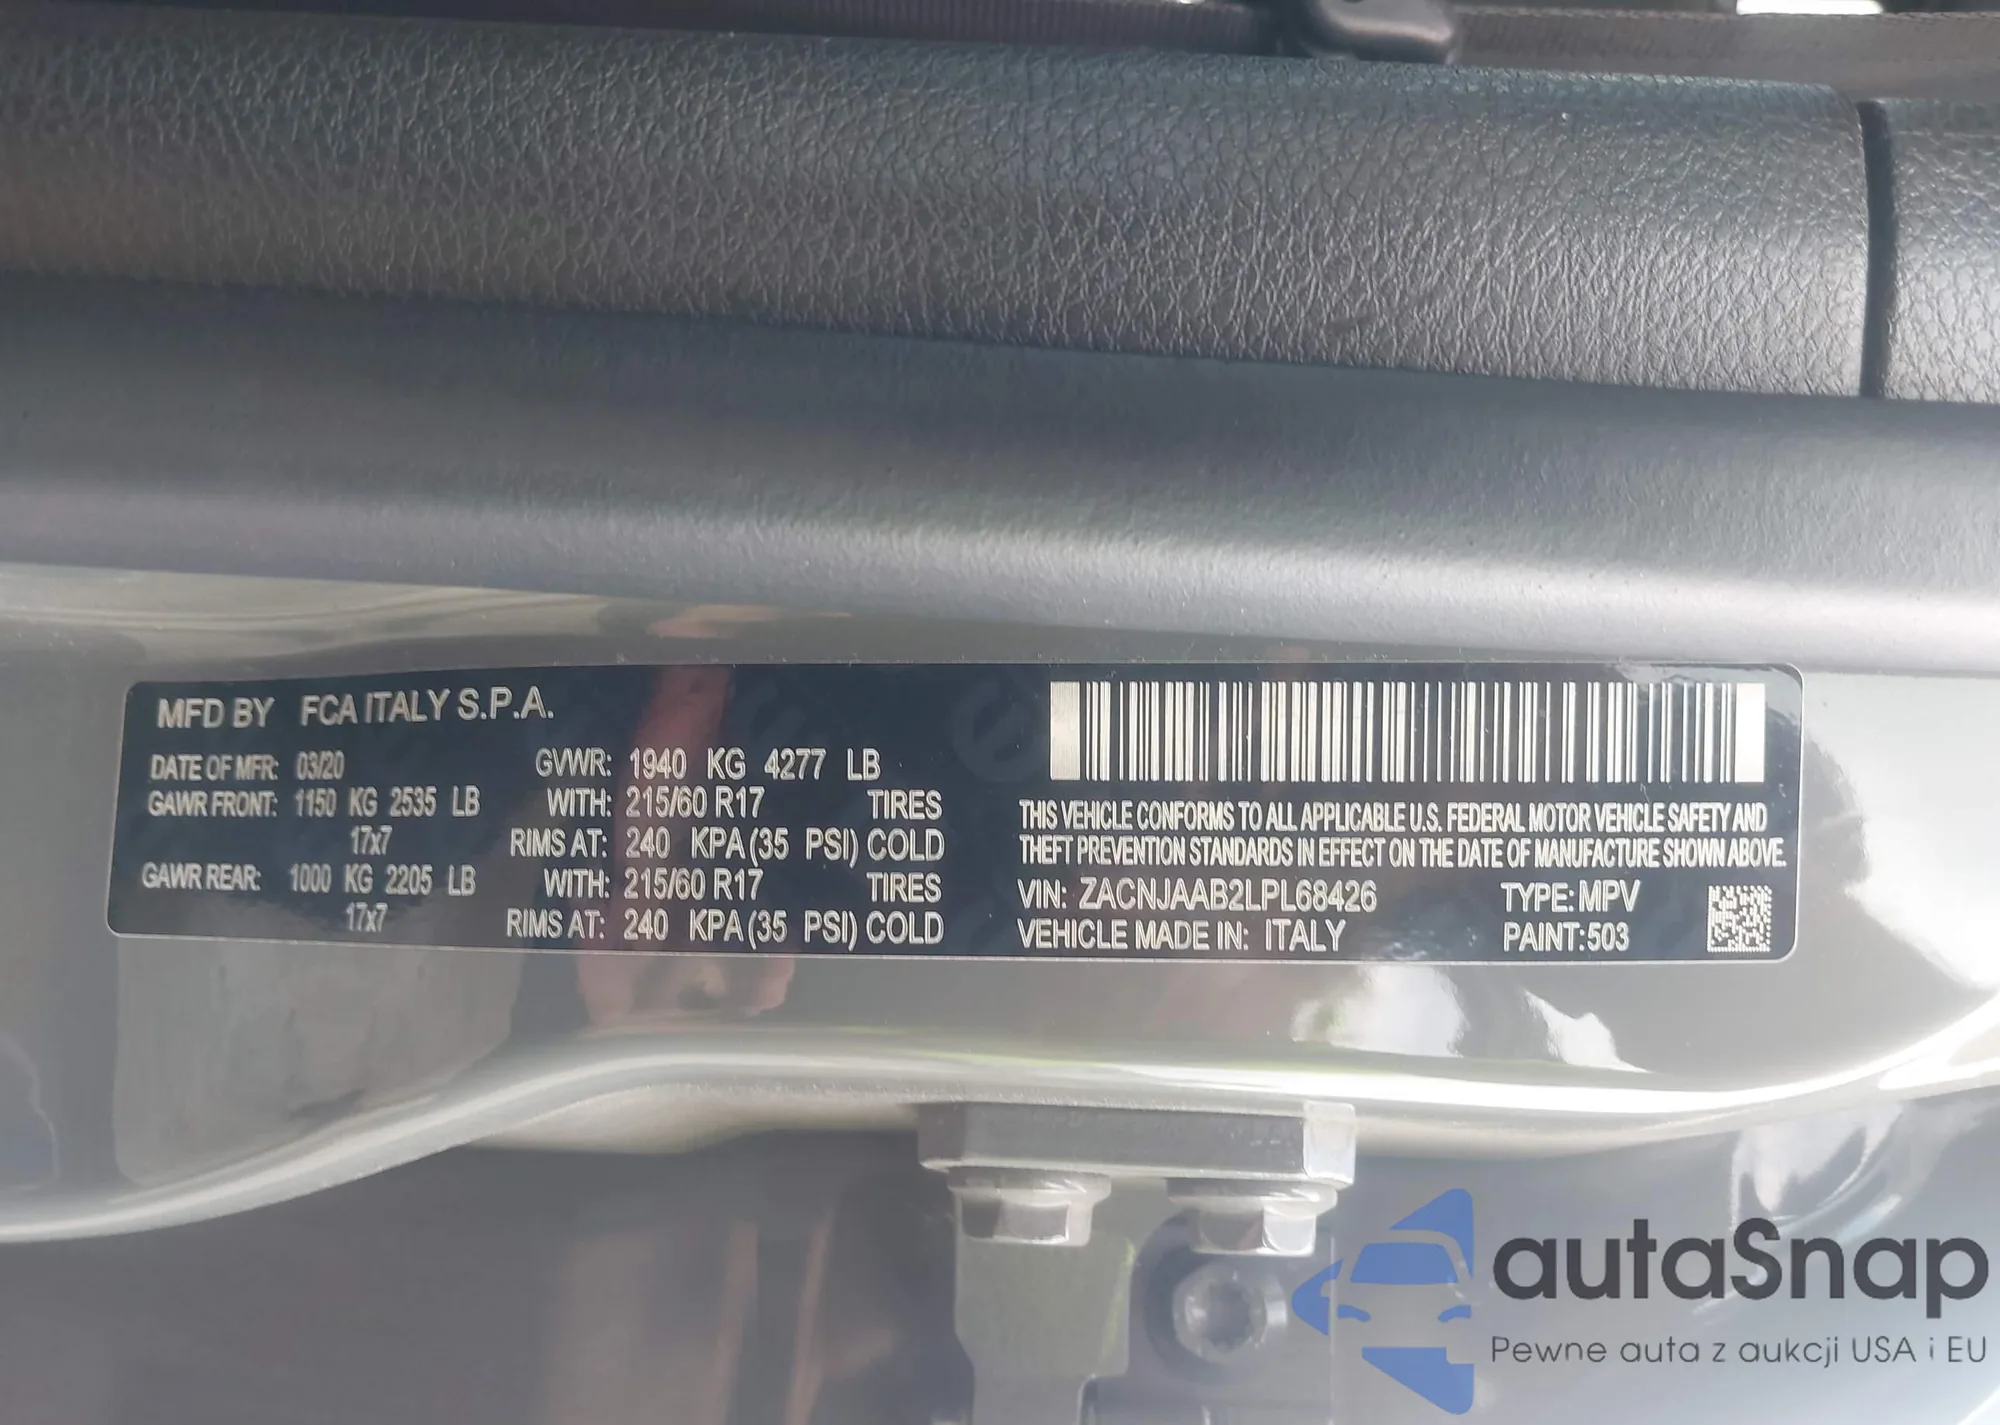 MFD BY FCA ITALY S.P.A.
DATE OF MFR: 03/20 GVWR: 1940 KG 4277 LB
GAWR FRONT: 1150 KG 2535 LB WITH: 215/60 R17 TIRES
17x7 RIMS AT: 240 KPA (35 PSI) COLD
GAWR REAR: 1000 KG 2205 LB WITH: 215/60 R17 TIRES
17x7 RIMS AT: 240 KPA (35 PSI) COLD
THIS VEHICLE CONFORMS TO ALL APPLICABLE U.S. FEDERAL MOTOR VEHICLE SAFETY AND
THEFT PREVENTION STANDARDS IN EFFECT ON THE DATE OF MANUFACTURE SHOWN ABOVE.
VIN: ZACNJAAB2LPL68426 TYPE: MPV
VEHICLE MADE IN: ITALY PAINT: 503
autaSnap
Pewne auta z aukcji USA i EU